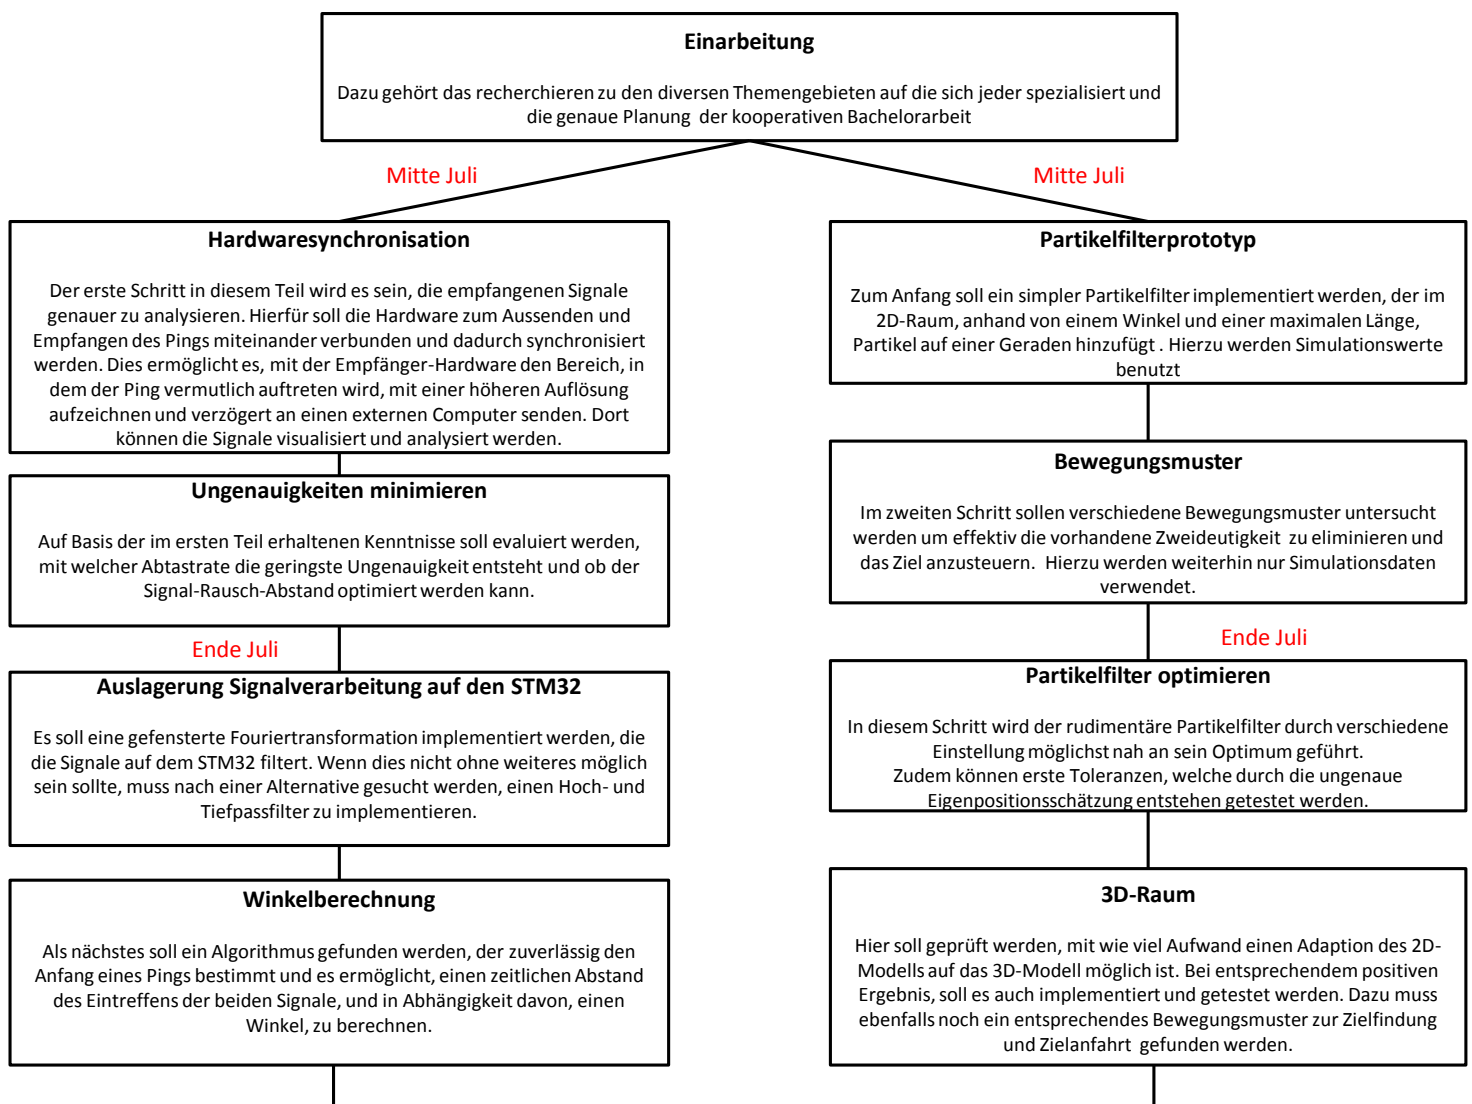 Einarbeitung
Dazu gehört das recherchieren zu den diversen Themengebieten auf die sich jeder spezialisiert und
die genaue Planung der kooperativen Bachelorarbeit
Mitte Juli
Mitte Juli
Hardwaresynchronisation
Der erste Schritt in diesem Teil wird es sein, die empfangenen Signale
genauer zu analysieren. Hierfür soll die Hardware zum Aussenden und
Empfangen des Pings miteinander verbunden und dadurch synchronisiert
werden. Dies ermöglicht es, mit der Empfänger-Hardware den Bereich, in
dem der Ping vermutlich auftreten wird, mit einer höheren Auflösung
aufzeichnen und verzögert an einen externen Computer senden. Dort
können die Signale visualisiert und analysiert werden.
Ungenauigkeiten minimieren
Auf Basis der im ersten Teil erhaltenen Kenntnisse soll evaluiert werden,
mit welcher Abtastrate die geringste Ungenauigkeit entsteht und ob der
Signal-Rausch-Abstand optimiert werden kann.
Ende Juli
Auslagerung Signalverarbeitung auf den STM32
Es soll eine gefensterte Fouriertransformation implementiert werden, die
die Signale auf dem STM32 filtert. Wenn dies nicht ohne weiteres möglich
sein sollte, muss nach einer Alternative gesucht werden, einen Hoch- und
Tiefpassfilter zu implementieren.
Winkelberechnung
Als nächstes soll ein Algorithmus gefunden werden, der zuverlässig den
Anfang eines Pings bestimmt und es ermöglicht, einen zeitlichen Abstand
des Eintreffens der beiden Signale, und in Abhängigkeit davon, einen
Winkel, zu berechnen.
Partikelfilterprototyp
Zum Anfang soll ein simpler Partikelfilter implementiert werden, der im
2D-Raum, anhand von einem Winkel und einer maximalen Länge,
Partikel auf einer Geraden hinzufügt . Hierzu werden Simulationswerte
benutzt
Bewegungsmuster
Im zweiten Schritt sollen verschiedene Bewegungsmuster untersucht
werden um effektiv die vorhandene Zweideutigkeit zu eliminieren und
das Ziel anzusteuern. Hierzu werden weiterhin nur Simulationsdaten
verwendet.
Ende Juli
Partikelfilter optimieren
In diesem Schritt wird der rudimentäre Partikelfilter durch verschiedene
Einstellung möglichst nah an sein Optimum geführt.
Zudem können erste Toleranzen, welche durch die ungenaue
Eigenpositionsschätzung entstehen getestet werden.
3D-Raum
Hier soll geprüft werden, mit wie viel Aufwand einen Adaption des 2D-
Modells auf das 3D-Modell möglich ist. Bei entsprechendem positiven
Ergebnis, soll es auch implementiert und getestet werden. Dazu muss
ebenfalls noch ein entsprechendes Bewegungsmuster zur Zielfindung
und Zielanfahrt gefunden werden.